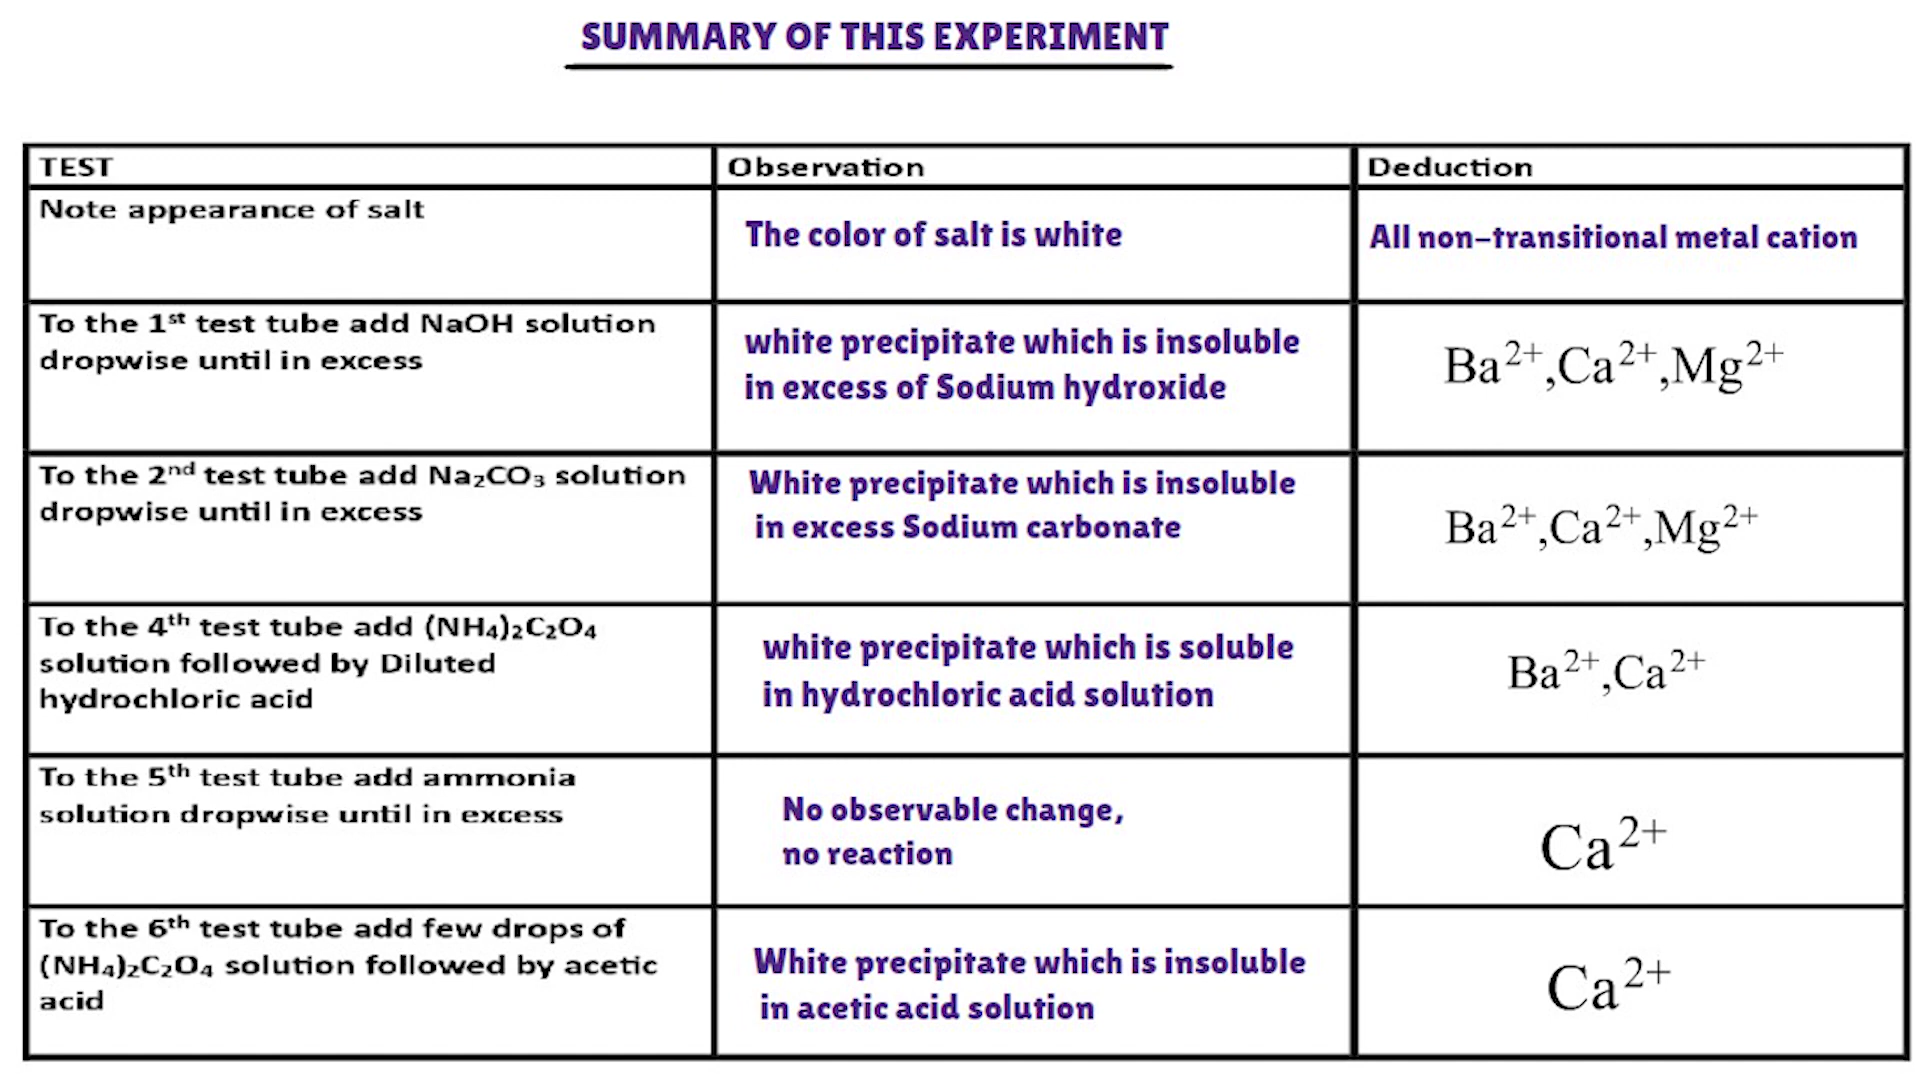 SUMMARY OF THIS EXPERIMENT
TEST
Observation
Deduction
Note appearance of salt
The color of salt is white
All non-transitional metal cation
To the 1st test tube add NaOH solution
dropwise until in excess
white precipitate which is insoluble
in excess of Sodium hydroxide
Ba²⁺,Ca²⁺,Mg²⁺
To the 2nd test tube add Na₂CO₃ solution
dropwise until in excess
White precipitate which is insoluble
in excess Sodium carbonate
Ba²⁺,Ca²⁺,Mg²⁺
To the 4th test tube add (NH₄)₂C₂O₄
solution followed by Diluted
hydrochloric acid
white precipitate which is soluble
in hydrochloric acid solution
Ba²⁺,Ca²⁺
To the 5th test tube add ammonia
solution dropwise until in excess
No observable change,
no reaction
Ca²⁺
To the 6th test tube add few drops of
(NH₄)₂C₂O₄ solution followed by acetic
acid
White precipitate which is insoluble
in acetic acid solution
Ca²⁺